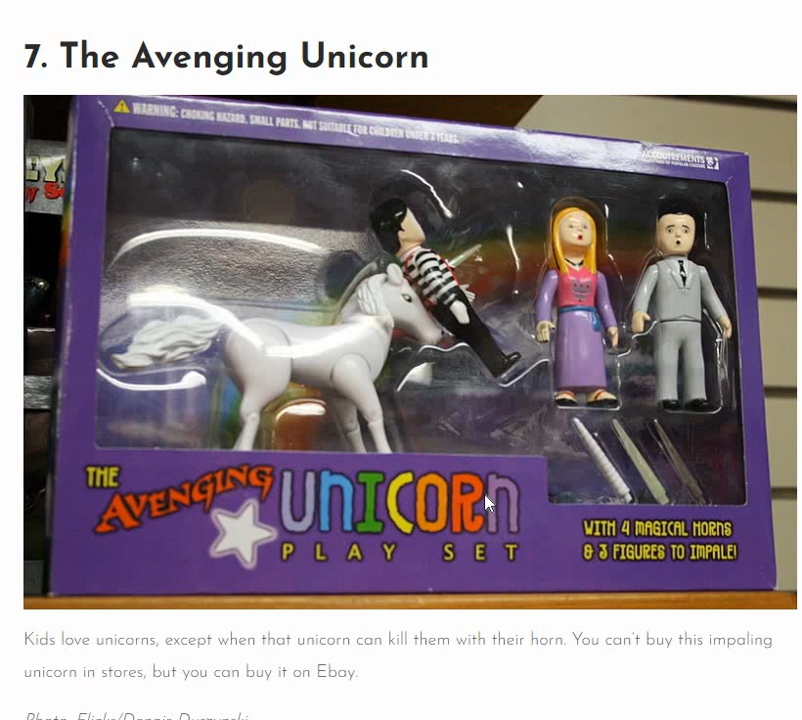 7. The Avenging Unicorn
WARNING: CHOKING HAZARD. SMALL PARTS. NOT SUITABLE FOR CHILDREN UNDER 3 YEARS.
ACCOUTREMENTS
THE
AVENGING
UNICORN
PLAY SET
WITH 4 MAGICAL HORNS
& 3 FIGURES TO IMPALE!
Kids love unicorns, except when that unicorn can kill them with their horn. You can't buy this impaling
unicorn in stores, but you can buy it on Ebay.